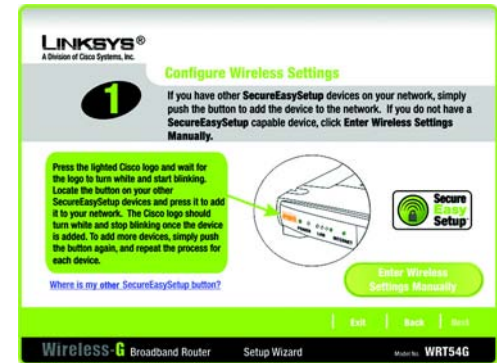 LINKSYS®
A Division of Cisco Systems, Inc.
1
Configure Wireless Settings
If you have other SecureEasySetup devices on your network, simply
push the button to add the device to the network. If you do not have a
SecureEasySetup capable device, click Enter Wireless Settings
Manually.
Press the lighted Cisco logo and wait for
the logo to turn white and start blinking.
Locate the button on your other
SecureEasySetup devices and press it to add
it to your network. The Cisco logo should
turn white and stop blinking once the device
is added. To add more devices, simply push
the button again, and repeat the process for
each device.
POWER LAN INTERNET
Secure
Easy
Setup
Where is my other SecureEasySetup button?
Enter Wireless
Settings Manually
Exit Back Next
Wireless-G Broadband Router Setup Wizard Model No. WRT54G